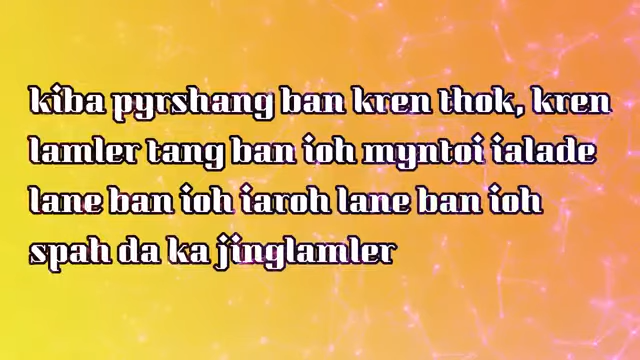 kiba pyrshang ban kren thok, kren
lamler tang ban ioh myntoi ialade
lane ban ioh iaroh lane ban ioh
spah da ka jinglamler